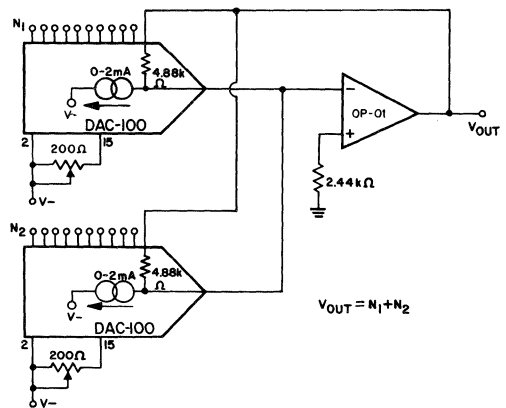 N1
4.88k
Ω
0-2mA
V-
DAC-100
2
15
200Ω
V-
-
OP-01
+
VOUT
2.44kΩ
N2
4.88k
Ω
0-2mA
V-
DAC-100
2
15
200Ω
V-
VOUT = N1+N2